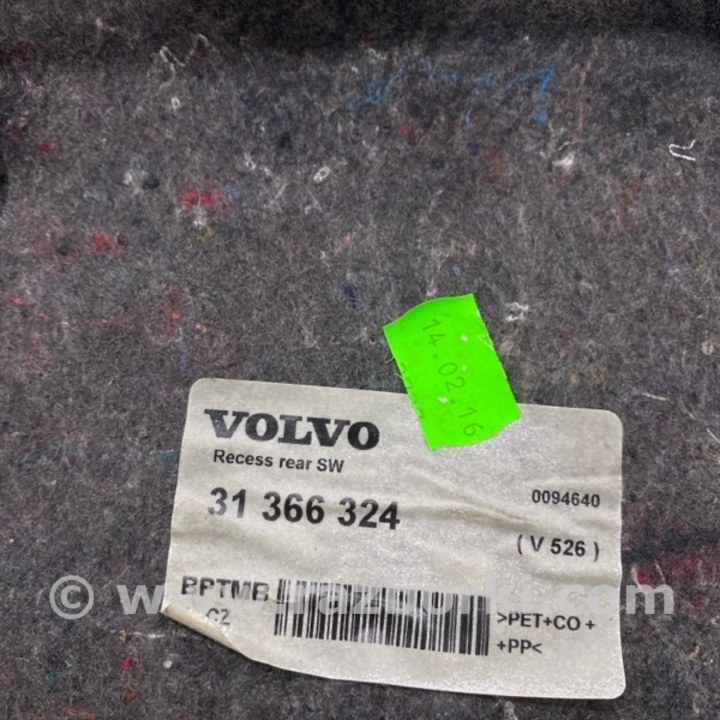 14.02.16
VOLVO
Recess rear SW
31 366 324
0094640
( V 526 )
BPTMB
CZ
>PET+CO +
+PP<